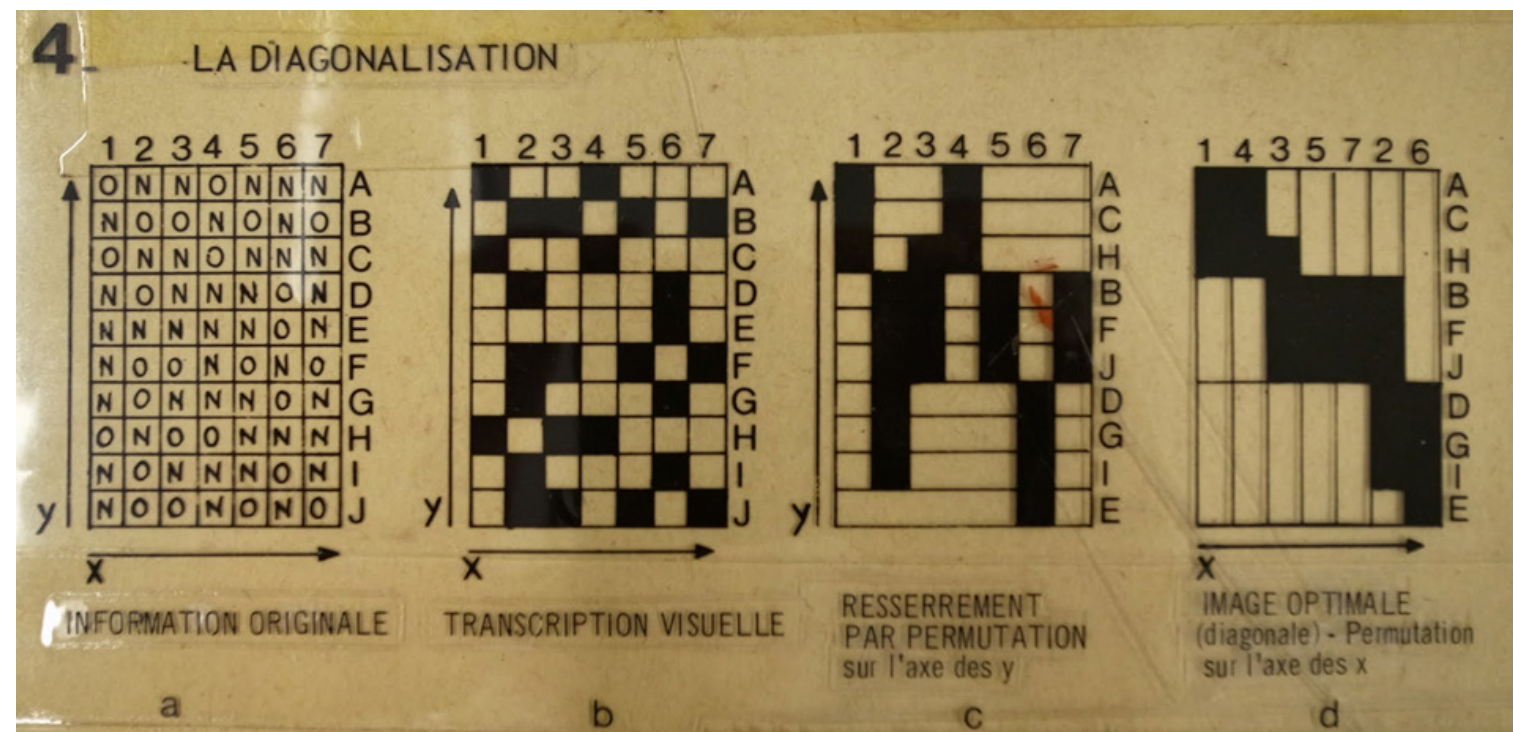 4_ LA DIAGONALISATION
1 2 3 4 5 6 7
O N N O N N N A
N O O N O N O B
O N N O N N N C
N O N N N O N D
N N N N N O N E
N O O N O N O F
N O N N N O N G
O N O O N N N H
N O N N N O N I
y N O O N O N O J
x
INFORMATION ORIGINALE
a
1 2 3 4 5 6 7
A
B
C
D
E
F
G
H
I
y J
x
TRANSCRIPTION VISUELLE
b
1 2 3 4 5 6 7
A
C
H
B
F
J
D
G
I
y E
RESSERREMENT
PAR PERMUTATION
sur l'axe des y
c
1 4 3 5 7 2 6
A
C
H
B
F
J
D
G
I
E
x
IMAGE OPTIMALE
(diagonale) - Permutation
sur l'axe des x
d